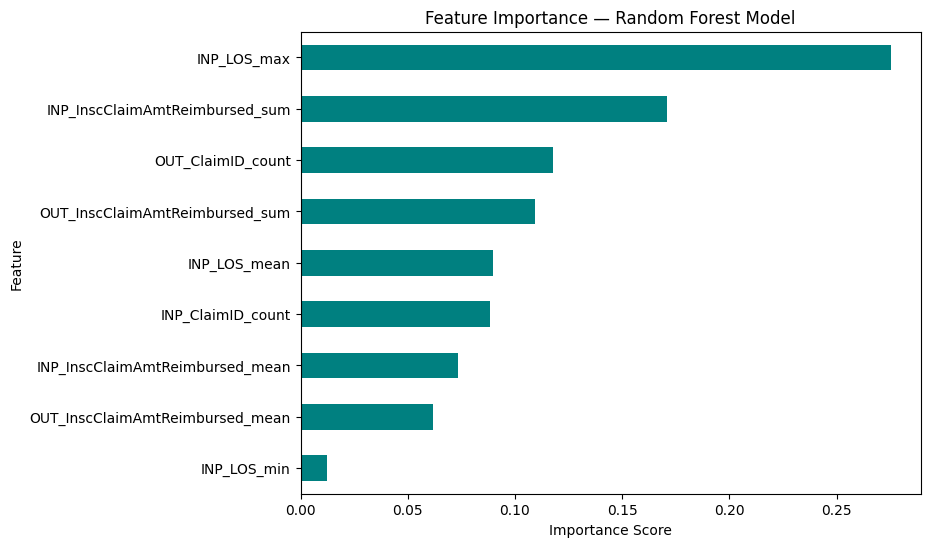 Feature Importance — Random Forest Model
INP_LOS_max
INP_InscClaimAmtReimbursed_sum
OUT_ClaimID_count
OUT_InscClaimAmtReimbursed_sum
INP_LOS_mean
INP_ClaimID_count
INP_InscClaimAmtReimbursed_mean
OUT_InscClaimAmtReimbursed_mean
INP_LOS_min
Feature
0.00 0.05 0.10 0.15 0.20 0.25
Importance Score